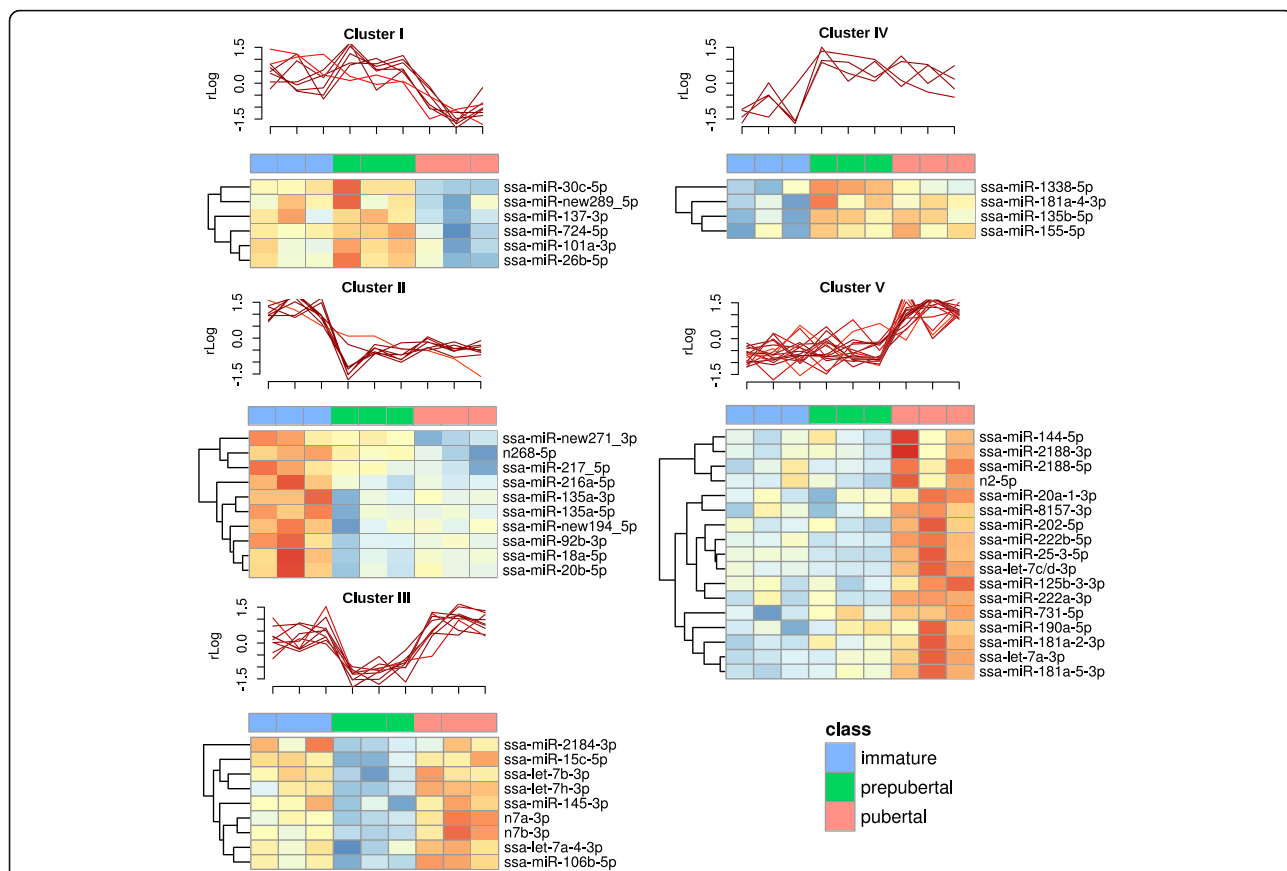 Cluster I
1.5
0.0
-1.5
rLog
ssa-miR-30c-5p
ssa-miR-new289_5p
ssa-miR-137-3p
ssa-miR-724-5p
ssa-miR-101a-3p
ssa-miR-26b-5p
Cluster II
1.5
0.0
-1.5
rLog
ssa-miR-new271_3p
n268-5p
ssa-miR-217_5p
ssa-miR-216a-5p
ssa-miR-135a-3p
ssa-miR-135a-5p
ssa-miR-new194_5p
ssa-miR-92b-3p
ssa-miR-18a-5p
ssa-miR-20b-5p
Cluster III
1.5
0.0
-1.5
rLog
ssa-miR-2184-3p
ssa-miR-15c-5p
ssa-let-7b-3p
ssa-let-7h-3p
ssa-miR-145-3p
n7a-3p
n7b-3p
ssa-let-7a-4-3p
ssa-miR-106b-5p
Cluster IV
1.5
0.0
-1.5
rLog
ssa-miR-1338-5p
ssa-miR-181a-4-3p
ssa-miR-135b-5p
ssa-miR-155-5p
Cluster V
1.5
0.0
-1.5
rLog
ssa-miR-144-5p
ssa-miR-2188-3p
ssa-miR-2188-5p
n2-5p
ssa-miR-20a-1-3p
ssa-miR-8157-3p
ssa-miR-202-5p
ssa-miR-222b-5p
ssa-miR-25-3-5p
ssa-let-7c/d-3p
ssa-miR-125b-3-3p
ssa-miR-222a-3p
ssa-miR-731-5p
ssa-miR-190a-5p
ssa-miR-181a-2-3p
ssa-let-7a-3p
ssa-miR-181a-5-3p
class
immature
prepubertal
pubertal